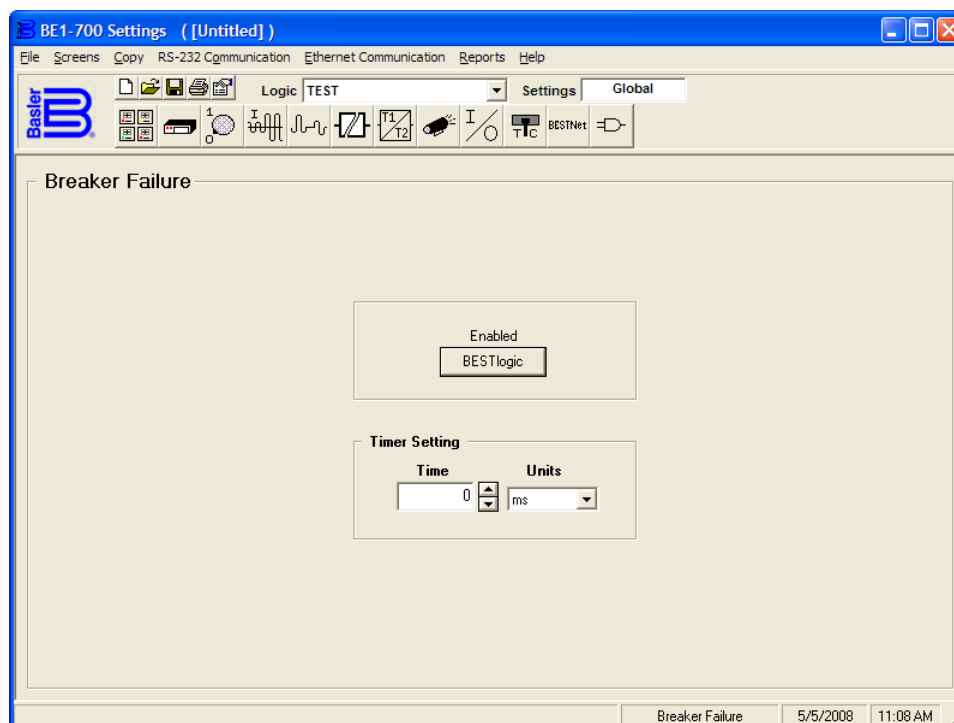 BE1-700 Settings ( [Untitled] )
File Screens Copy RS-232 Communication Ethernet Communication Reports Help
Basler
Logic TEST Settings Global
1 0 I T1 T2 I O T C BESTNet
Breaker Failure
Enabled
BESTlogic
Timer Setting
Time Units
0 ms
Breaker Failure 5/5/2008 11:08 AM